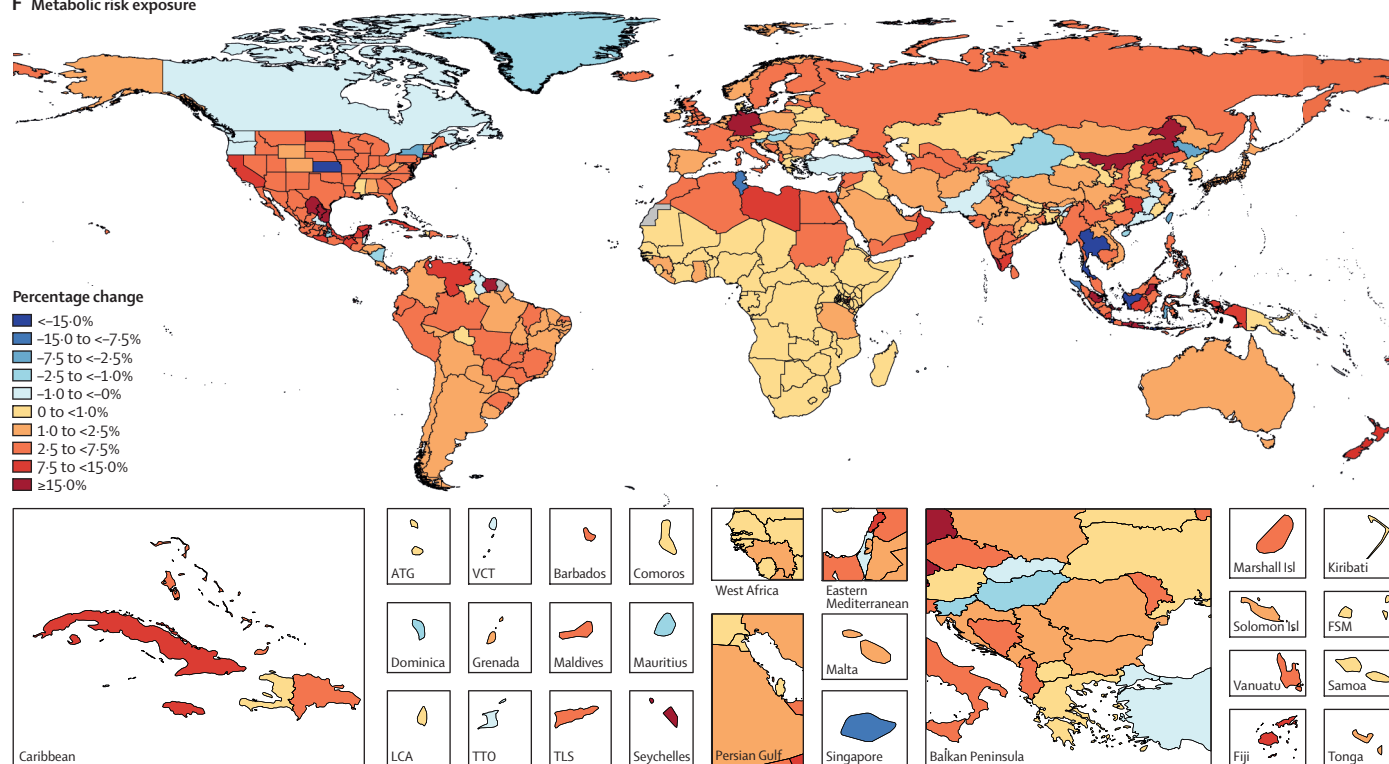 F Metabolic risk exposure
Percentage change
<–15·0%
–15·0 to <–7·5%
–7·5 to <–2·5%
–2·5 to <–1·0%
–1·0 to <–0%
0 to <1·0%
1·0 to <2·5%
2·5 to <7·5%
7·5 to <15·0%
≥15·0%
Caribbean
ATG
VCT
Barbados
Comoros
Dominica
Grenada
Maldives
Mauritius
LCA
TTO
TLS
Seychelles
West Africa
Eastern
Mediterranean
Persian Gulf
Malta
Singapore
Balkan Peninsula
Marshall Isl
Kiribati
Solomon Isl
FSM
Vanuatu
Samoa
Fiji
Tonga